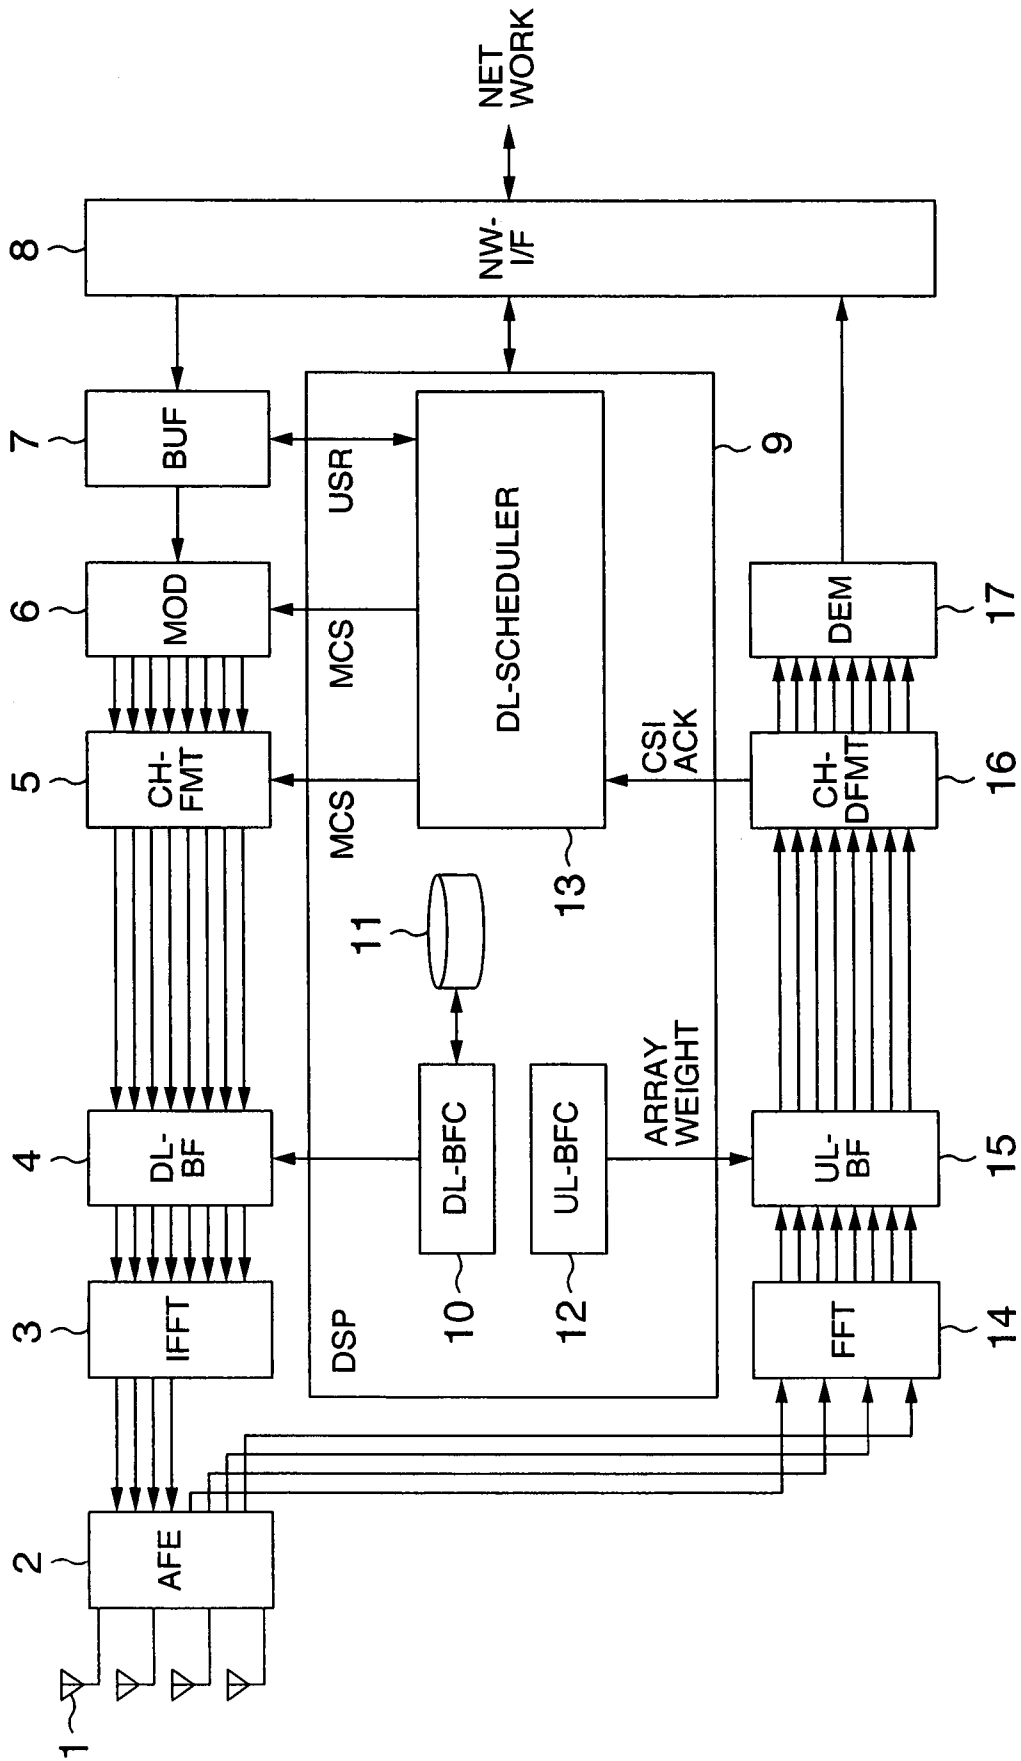 1
2
AFE
3
IFFT
4
DL-
BF
5
CH-
FMT
6
MOD
7
BUF
8
NW-
I/F
NET
WORK
DSP
MCS
MCS
USR
11
10
DL-BFC
12
UL-BFC
13
DL-SCHEDULER
9
ARRAY
WEIGHT
CSI
ACK
FFT
14
UL-
BF
15
CH-
DFMT
16
DEM
17